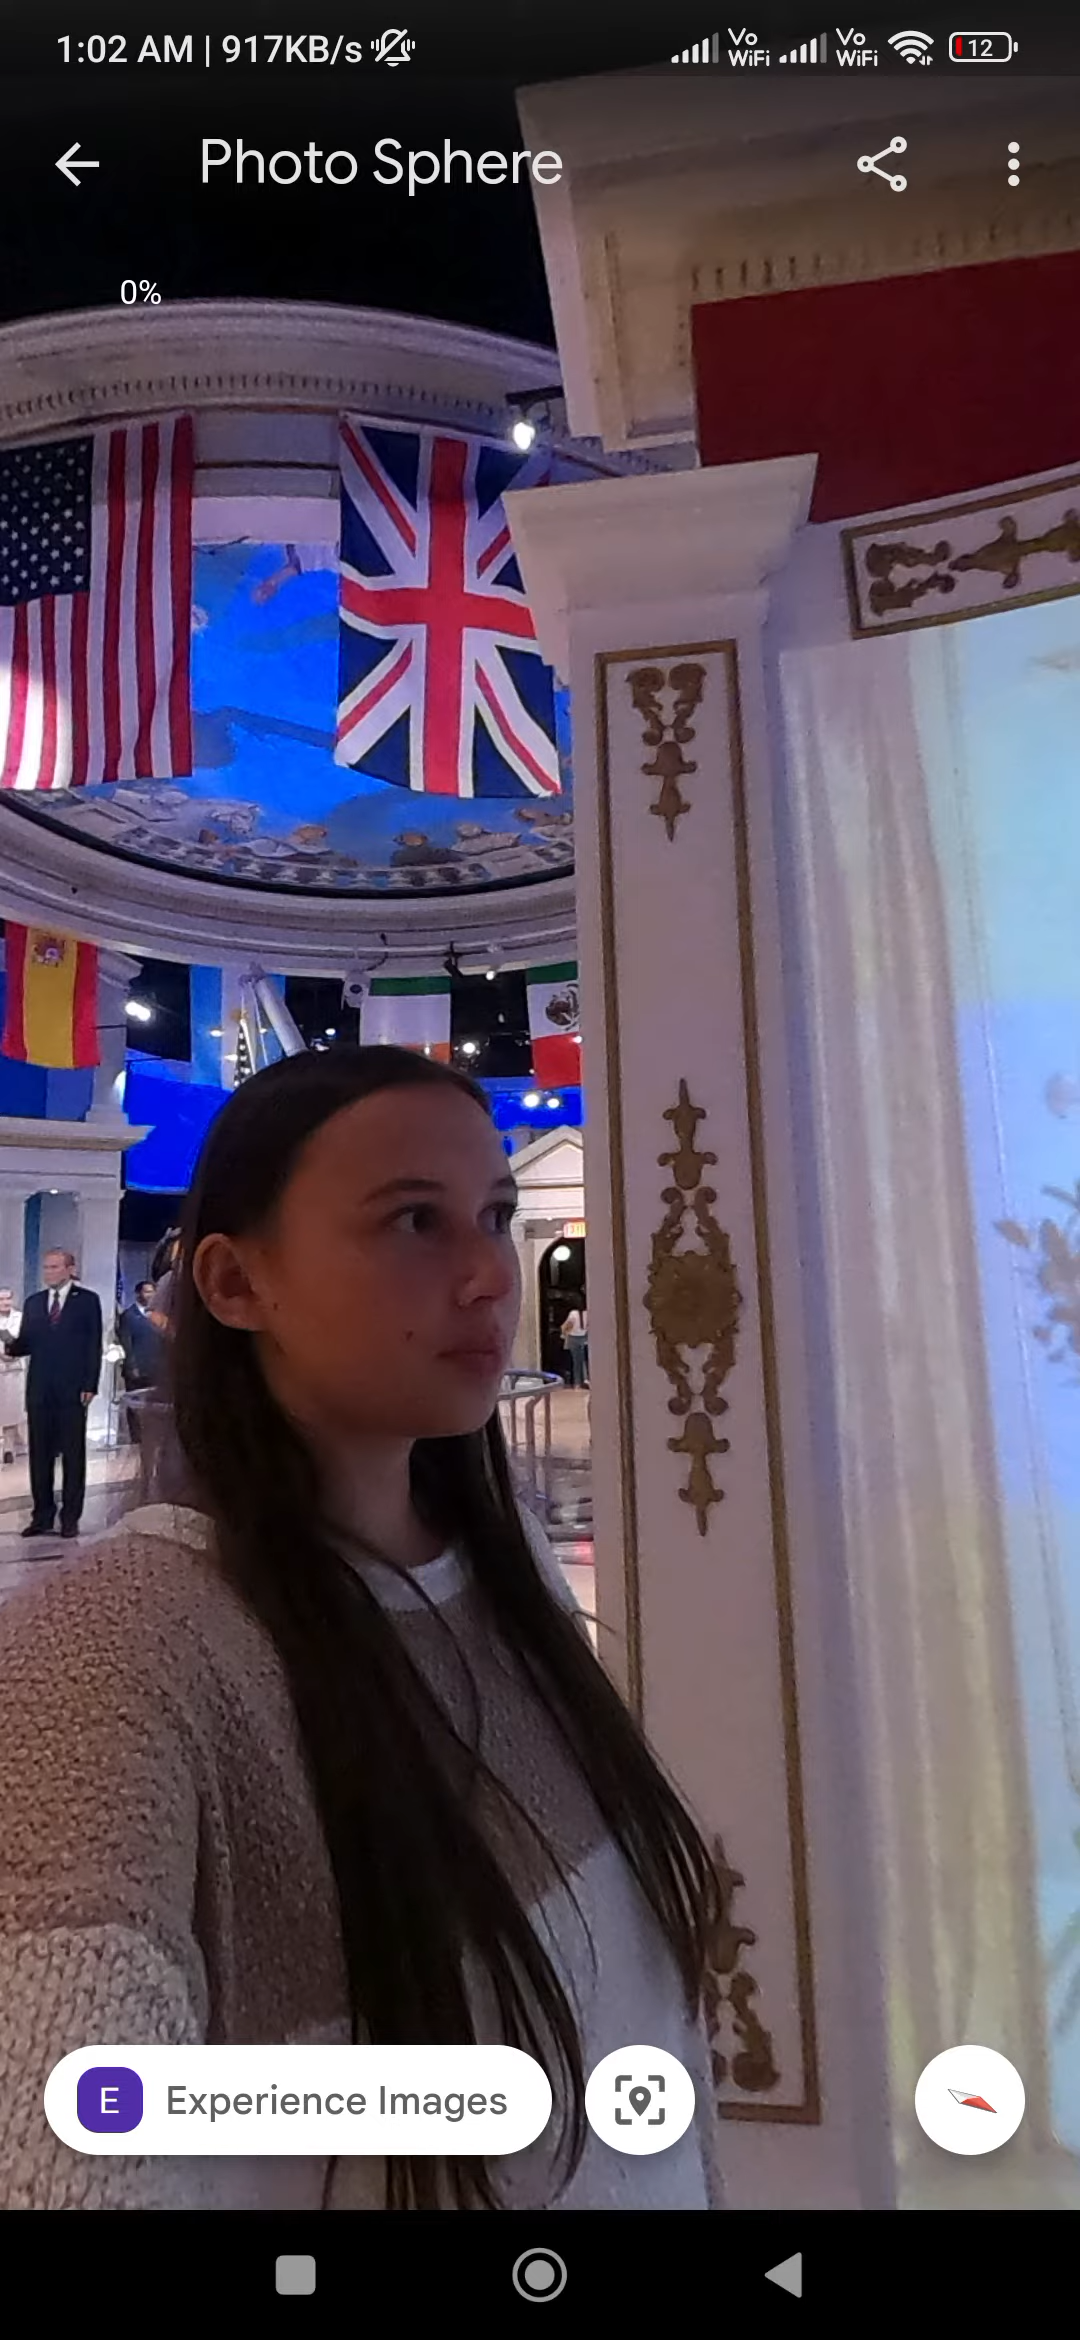 1:02 AM | 917KB/s
Vo
WiFi
Vo
WiFi
12
Photo Sphere
0%
E Experience Images